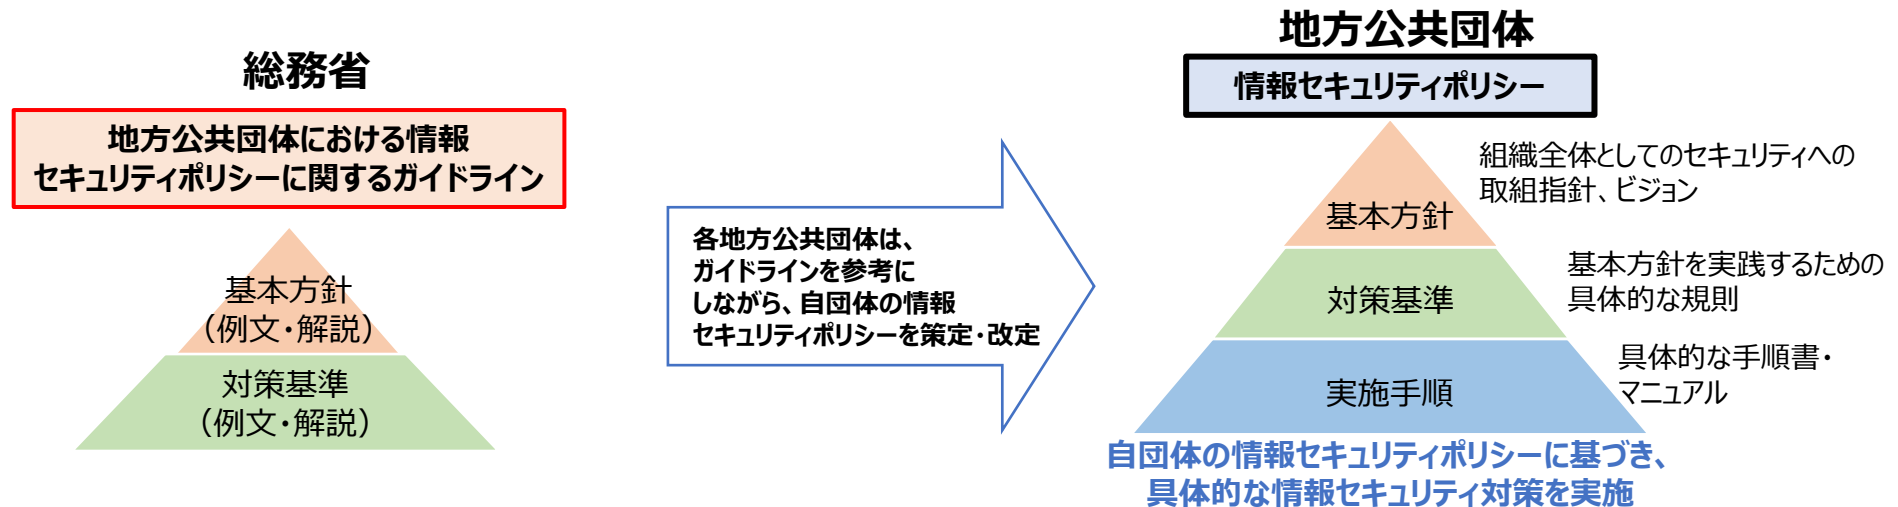 総務省
地方公共団体における情報
セキュリティポリシーに関するガイドライン
基本方針
（例文・解説）
対策基準
（例文・解説）
各地方公共団体は、
ガイドラインを参考に
しながら、自団体の情報
セキュリティポリシーを策定・改定
地方公共団体
情報セキュリティポリシー
基本方針
組織全体としてのセキュリティへの
取組指針、ビジョン
対策基準
基本方針を実践するための
具体的な規則
実施手順
具体的な手順書・
マニュアル
自団体の情報セキュリティポリシーに基づき、
具体的な情報セキュリティ対策を実施